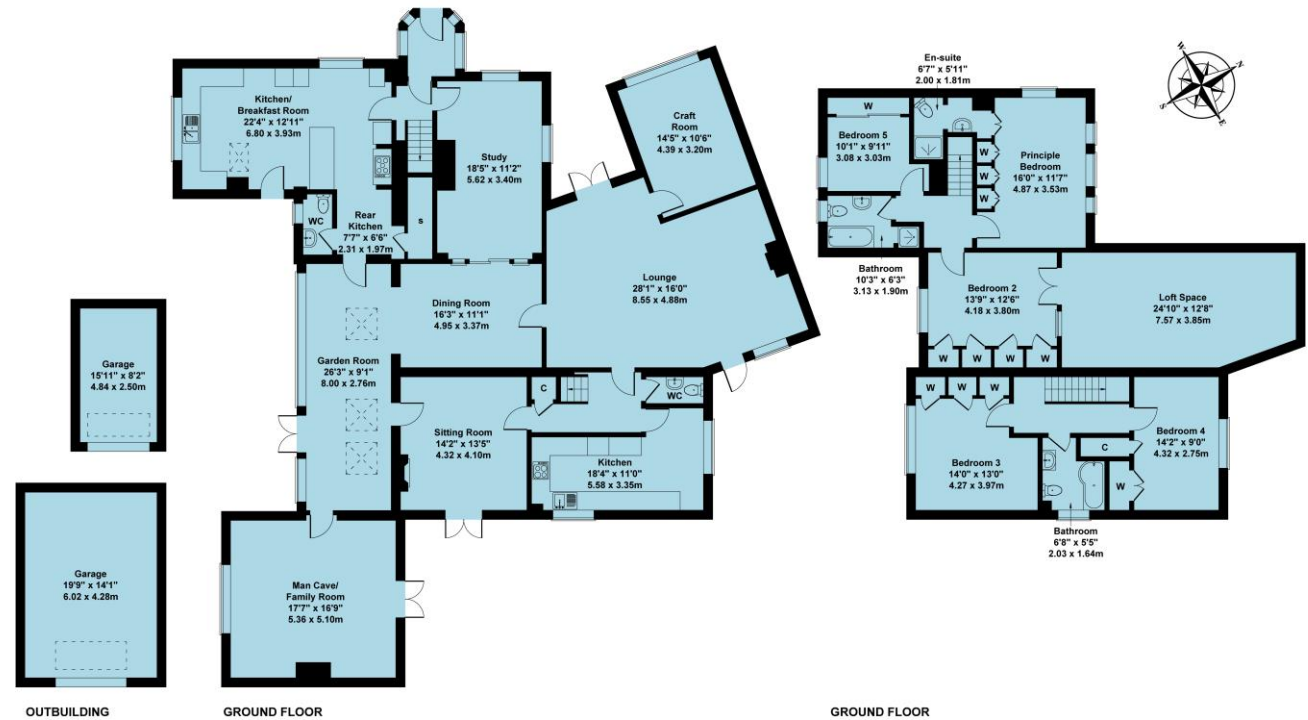 Kitchen/
Breakfast Room
22'4" x 12'11"
6.80 x 3.93m
Study
18'5" x 11'2"
5.62 x 3.40m
Craft
Room
14'5" x 10'6"
4.39 x 3.20m
WC
Rear
Kitchen
7'7" x 6'6"
2.31 x 1.97m
s
Lounge
28'1" x 16'0"
8.55 x 4.88m
Dining Room
16'3" x 11'1"
4.95 x 3.37m
Garden Room
26'3" x 9'1"
8.00 x 2.76m
C
WC
Sitting Room
14'2" x 13'5"
4.32 x 4.10m
Kitchen
18'4" x 11'0"
5.58 x 3.35m
Man Cave/
Family Room
17'7" x 16'9"
5.36 x 5.10m
Garage
15'11" x 8'2"
4.84 x 2.50m
Garage
19'9" x 14'1"
6.02 x 4.28m
En-suite
6'7" x 5'11"
2.00 x 1.81m
W
N
S
E
W
Bedroom 5
10'1" x 9'11"
3.08 x 3.03m
W
W
W
Principle
Bedroom
16'0" x 11'7"
4.87 x 3.53m
Bathroom
10'3" x 6'3"
3.13 x 1.90m
Bedroom 2
13'9" x 12'6"
4.18 x 3.80m
Loft Space
24'10" x 12'8"
7.57 x 3.85m
W
W
W
W
W
W
W
Bedroom 3
14'0" x 13'0"
4.27 x 3.97m
Bedroom 4
14'2" x 9'0"
4.32 x 2.75m
C
W
Bathroom
6'8" x 5'5"
2.03 x 1.64m
OUTBUILDING
GROUND FLOOR
GROUND FLOOR